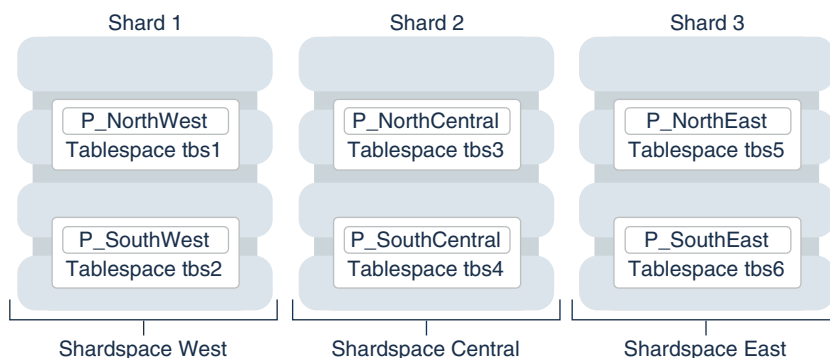 Shard 1
Shard 2
Shard 3
P_NorthWest
Tablespace tbs1
P_NorthCentral
Tablespace tbs3
P_NorthEast
Tablespace tbs5
P_SouthWest
Tablespace tbs2
P_SouthCentral
Tablespace tbs4
P_SouthEast
Tablespace tbs6
Shardspace West
Shardspace Central
Shardspace East